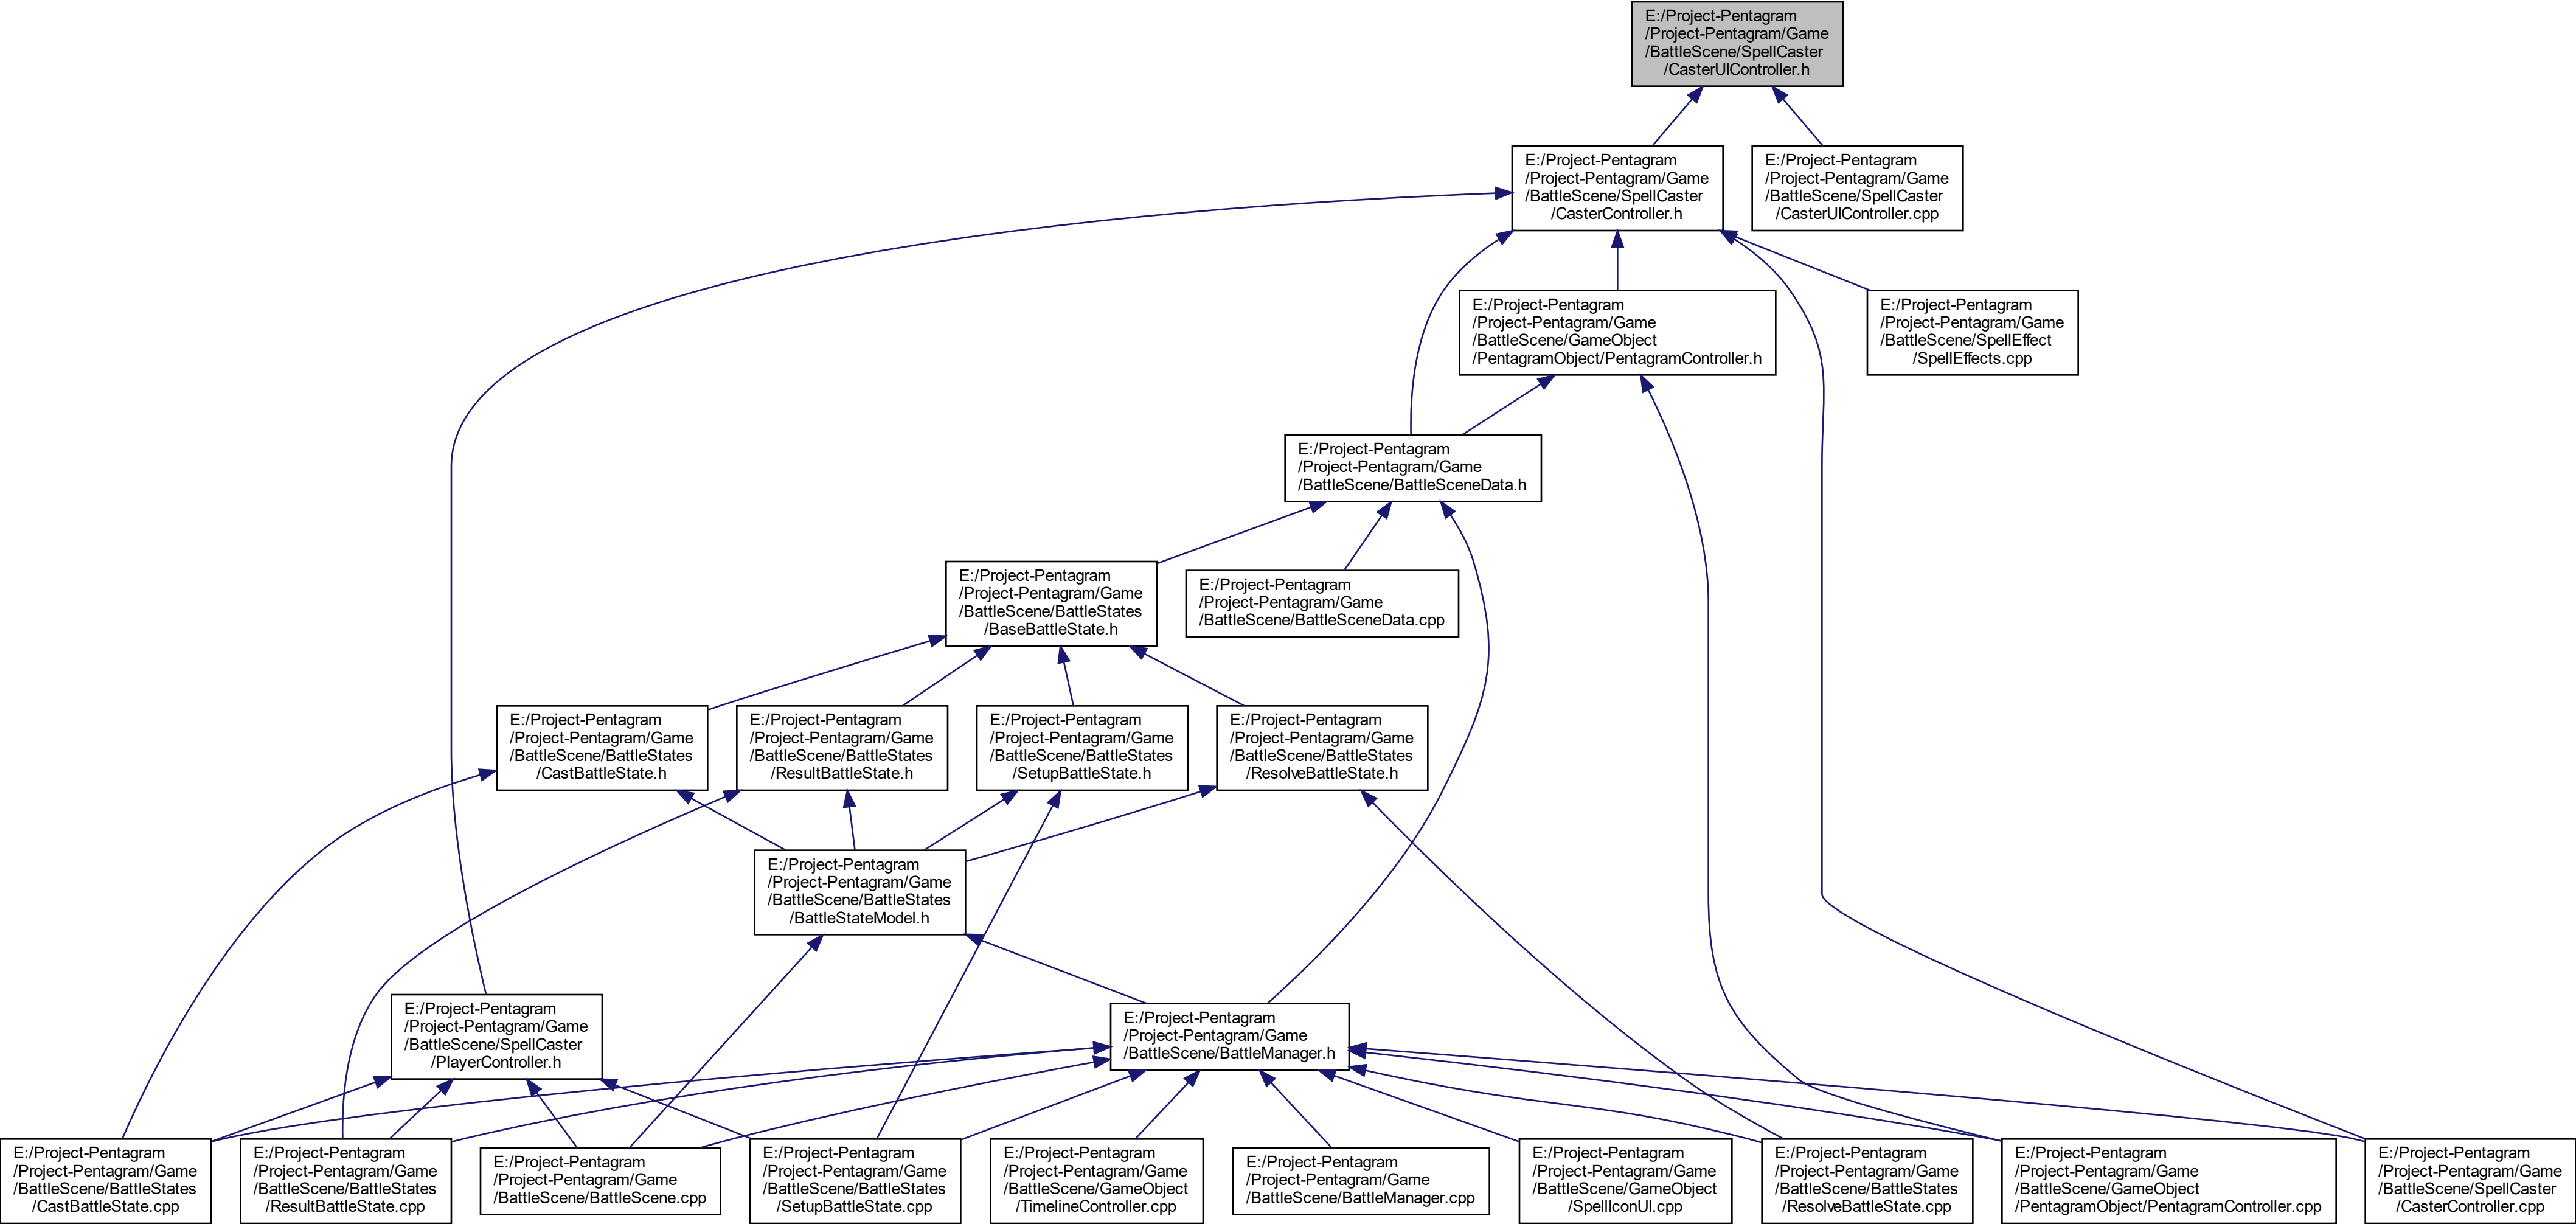 E:/Project-Pentagram
/Project-Pentagram/Game
/BattleScene/SpellCaster
/CasterUIController.h
E:/Project-Pentagram
/Project-Pentagram/Game
/BattleScene/SpellCaster
/CasterController.h
E:/Project-Pentagram
/Project-Pentagram/Game
/BattleScene/SpellCaster
/CasterUIController.cpp
E:/Project-Pentagram
/Project-Pentagram/Game
/BattleScene/GameObject
/PentagramObject/PentagramController.h
E:/Project-Pentagram
/Project-Pentagram/Game
/BattleScene/SpellEffect
/SpellEffects.cpp
E:/Project-Pentagram
/Project-Pentagram/Game
/BattleScene/BattleSceneData.h
E:/Project-Pentagram
/Project-Pentagram/Game
/BattleScene/BattleStates
/BaseBattleState.h
E:/Project-Pentagram
/Project-Pentagram/Game
/BattleScene/BattleSceneData.cpp
E:/Project-Pentagram
/Project-Pentagram/Game
/BattleScene/BattleStates
/CastBattleState.h
E:/Project-Pentagram
/Project-Pentagram/Game
/BattleScene/BattleStates
/ResultBattleState.h
E:/Project-Pentagram
/Project-Pentagram/Game
/BattleScene/BattleStates
/SetupBattleState.h
E:/Project-Pentagram
/Project-Pentagram/Game
/BattleScene/BattleStates
/ResolveBattleState.h
E:/Project-Pentagram
/Project-Pentagram/Game
/BattleScene/BattleStates
/BattleStateModel.h
E:/Project-Pentagram
/Project-Pentagram/Game
/BattleScene/SpellCaster
/PlayerController.h
E:/Project-Pentagram
/Project-Pentagram/Game
/BattleScene/BattleManager.h
E:/Project-Pentagram
/Project-Pentagram/Game
/BattleScene/BattleStates
/CastBattleState.cpp
E:/Project-Pentagram
/Project-Pentagram/Game
/BattleScene/BattleStates
/ResultBattleState.cpp
E:/Project-Pentagram
/Project-Pentagram/Game
/BattleScene/BattleScene.cpp
E:/Project-Pentagram
/Project-Pentagram/Game
/BattleScene/BattleStates
/SetupBattleState.cpp
E:/Project-Pentagram
/Project-Pentagram/Game
/BattleScene/GameObject
/TimelineController.cpp
E:/Project-Pentagram
/Project-Pentagram/Game
/BattleScene/BattleManager.cpp
E:/Project-Pentagram
/Project-Pentagram/Game
/BattleScene/GameObject
/SpellIconUI.cpp
E:/Project-Pentagram
/Project-Pentagram/Game
/BattleScene/BattleStates
/ResolveBattleState.cpp
E:/Project-Pentagram
/Project-Pentagram/Game
/BattleScene/GameObject
/PentagramObject/PentagramController.cpp
E:/Project-Pentagram
/Project-Pentagram/Game
/BattleScene/SpellCaster
/CasterController.cpp